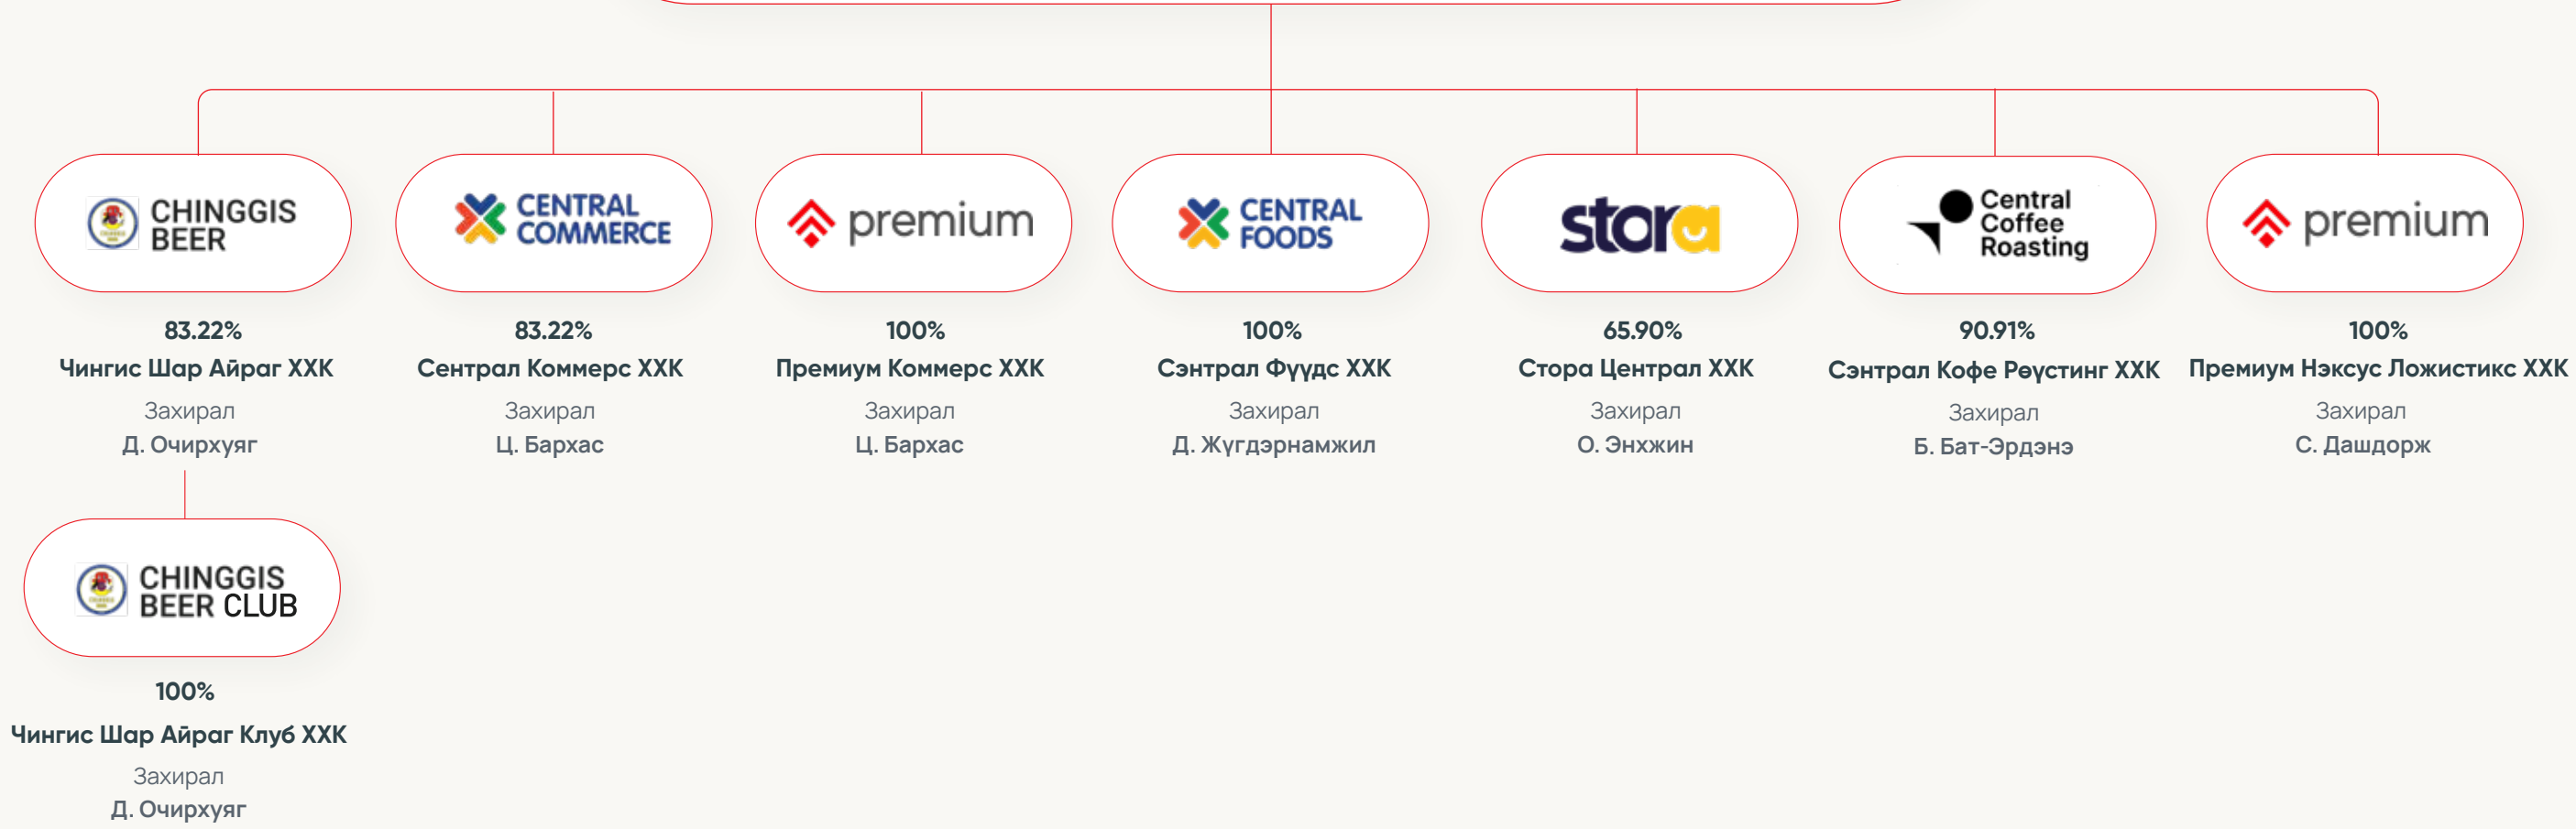 CHINGGIS
BEER
83.22%
Чингис Шар Айраг ХХК
Захирал
Д. Очирхуяг
CENTRAL
COMMERCE
83.22%
Сентрал Коммерс ХХК
Захирал
Ц. Бархас
premium
100%
Премиум Коммерс ХХК
Захирал
Ц. Бархас
CENTRAL
FOODS
100%
Сэнтрал Фүүдс ХХК
Захирал
Д. Жүгдэрнамжил
stora
65.90%
Стора Централ ХХК
Захирал
О. Энхжин
Central
Coffee
Roasting
90.91%
Сэнтрал Кофе Рөүстинг ХХК
Захирал
Б. Бат-Эрдэнэ
premium
100%
Премиум Нэксус Ложистикс ХХК
Захирал
С. Дашдорж
CHINGGIS
BEER CLUB
100%
Чингис Шар Айраг Клуб ХХК
Захирал
Д. Очирхуяг